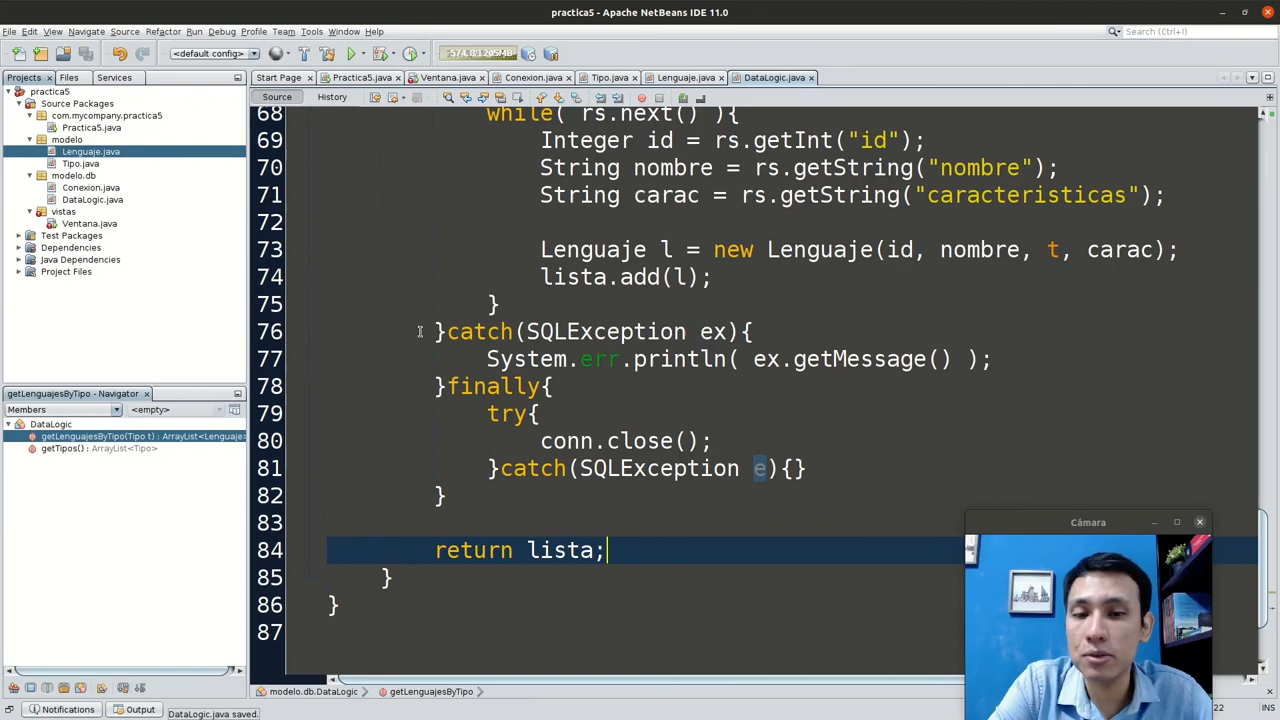 practica5 - Apache NetBeans IDE 11.0
File Edit View Navigate Source Refactor Run Debug Profile Team Tools Window Help
Search (Ctrl+I)
<default config>
574.8/1205MB
Projects Files Services
Start Page Practica5.java Ventana.java Conexion.java Tipo.java Lenguaje.java DataLogic.java
Source History
practica5
Source Packages
com.mycompany.practica5
Practica5.java
modelo
Lenguaje.java
Tipo.java
modelo.db
Conexion.java
DataLogic.java
vistas
Ventana.java
Test Packages
Dependencies
Java Dependencies
Project Files
getLenguajesByTipo - Navigator
Members <empty>
DataLogic
getLenguajesByTipo(Tipo t) : ArrayList<Lenguaje>
getTipos() : ArrayList<Tipo>
68 while( rs.next() ){
69 Integer id = rs.getInt("id");
70 String nombre = rs.getString("nombre");
71 String carac = rs.getString("caracteristicas");
72
73 Lenguaje l = new Lenguaje(id, nombre, t, carac);
74 lista.add(l);
75 }
76 }catch(SQLException ex){
77 System.err.println( ex.getMessage() );
78 }finally{
79 try{
80 conn.close();
81 }catch(SQLException e){}
82 }
83
84 return lista;
85 }
86 }
87
Cámara
modelo.db.DataLogic getLenguajesByTipo
Notifications Output DataLogic.java saved.
22 INS